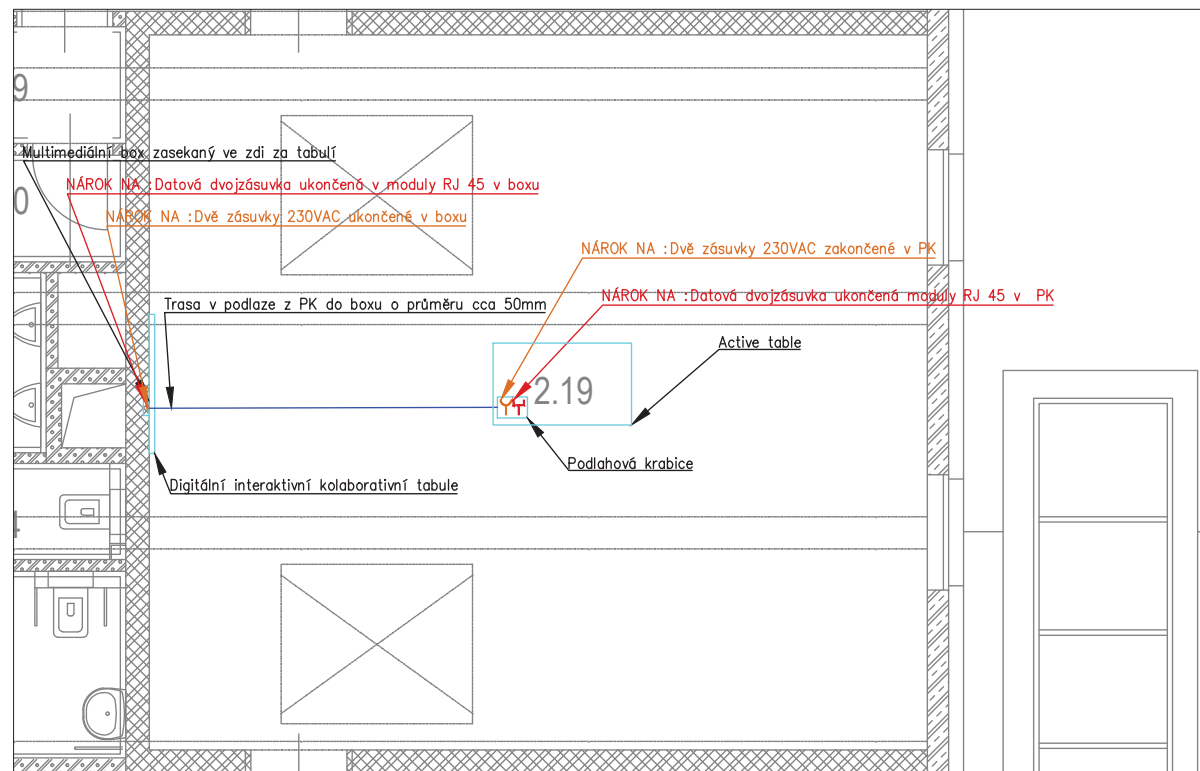 9
Multimediální box zasekaný ve zdi za tabulí
NÁROK NA :Datová dvojzásuvka ukončená v moduly RJ 45 v boxu
0
NÁROK NA :Dvě zásuvky 230VAC ukončené v boxu
NÁROK NA :Dvě zásuvky 230VAC zakončené v PK
NÁROK NA :Datová dvojzásuvka ukončená moduly RJ 45 v PK
Trasa v podlaze z PK do boxu o průměru cca 50mm
Active table
2.19
Podlahová krabice
Digitální interaktivní kolaborativní tabule